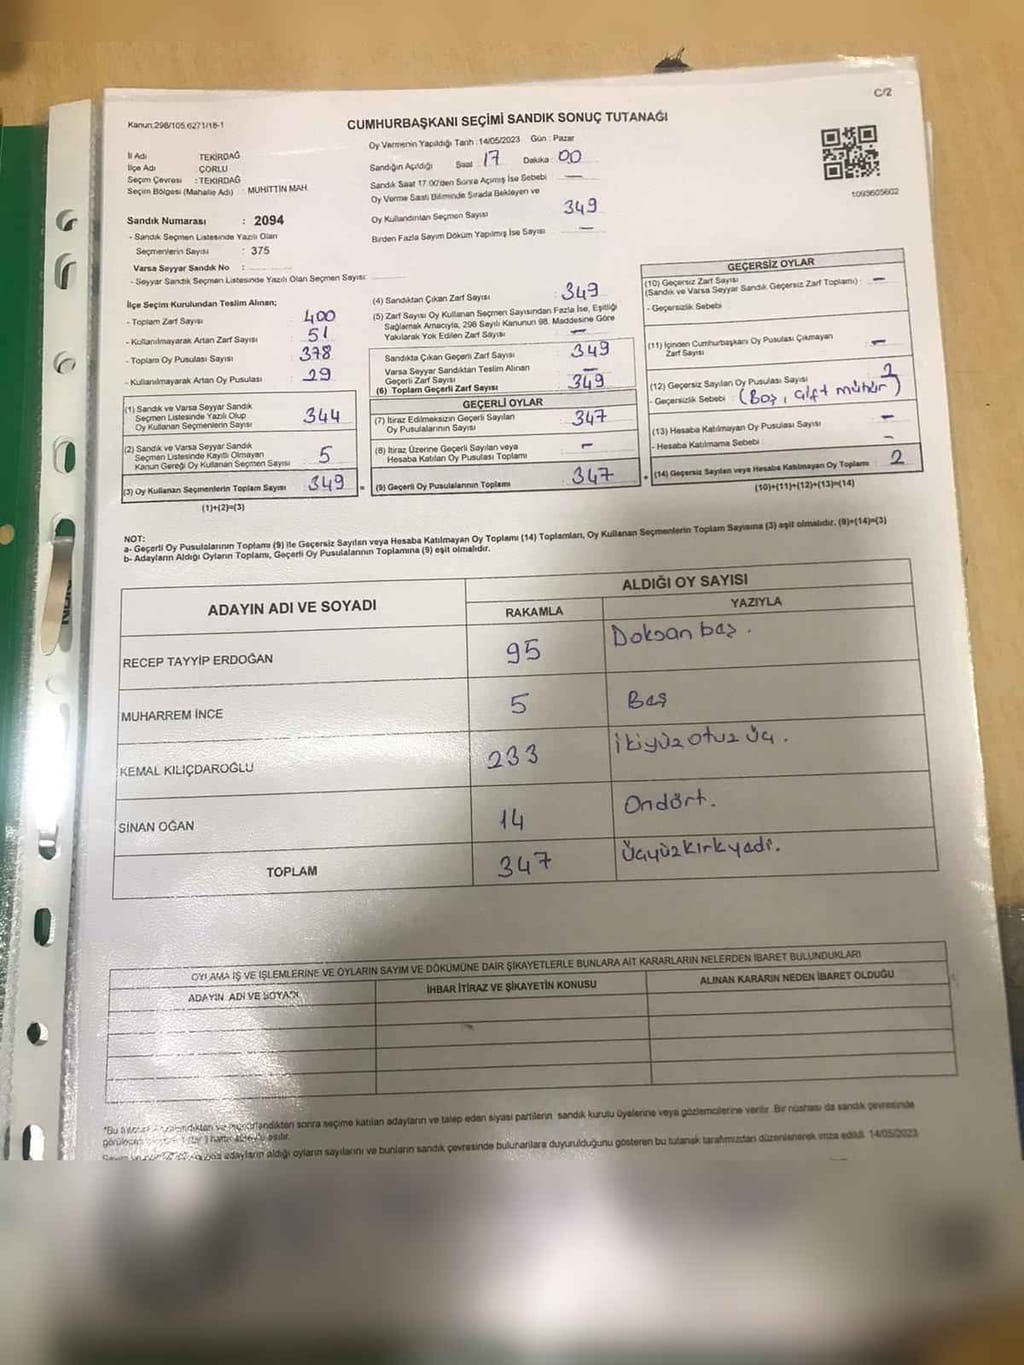 C/2
Kanun:298/105,6271/18-1
CUMHURBAŞKANI SEÇİMİ SANDIK SONUÇ TUTANAĞI
Oy Vermenin Yapıldığı Tarih :14/05/2023 Gün : Pazar
İl Adı TEKİRDAĞ
İlçe Adı ÇORLU
Seçim Çevresi : TEKİRDAĞ
Seçim Bölgesi (Mahalle Adı) : MUHİTTİN MAH.
Sandığın Açıldığı Saat 17 Dakika 00
Sandık Saat 17.00'den Sonra Açılmış İse Sebebi —
Oy Verme Saati Bitiminde Sırada Bekleyen ve
Oy Kullandırılan Seçmen Sayısı 349
Birden Fazla Sayım Döküm Yapılmış İse Sayısı —
1093605602
Sandık Numarası : 2094
- Sandık Seçmen Listesinde Yazılı Olan
Seçmenlerin Sayısı : 375
Varsa Seyyar Sandık No :
- Seyyar Sandık Seçmen Listesinde Yazılı Olan Seçmen Sayısı:
İlçe Seçim Kurulundan Teslim Alınan;
- Toplam Zarf Sayısı 400
- Kullanılmayarak Artan Zarf Sayısı 51
- Toplam Oy Pusulası Sayısı 378
- Kullanılmayarak Artan Oy Pusulası 29
(1) Sandık ve Varsa Seyyar Sandık
Seçmen Listesinde Yazılı Olup
Oy Kullanan Seçmenlerin Sayısı 344
(2) Sandık ve Varsa Seyyar Sandık
Seçmen Listesinde Kayıtlı Olmayan
Kanun Gereği Oy Kullanan Seçmen Sayısı 5
(3) Oy Kullanan Seçmenlerin Toplam Sayısı 349 =
(1)+(2)=(3)
(4) Sandıktan Çıkan Zarf Sayısı 349
(5) Zarf Sayısı Oy Kullanan Seçmen Sayısından Fazla İse, Eşitliği
Sağlamak Amacıyla, 298 Sayılı Kanunun 98. Maddesine Göre
Yakılarak Yok Edilen Zarf Sayısı —
Sandıkta Çıkan Geçerli Zarf Sayısı 349
Varsa Seyyar Sandıktan Teslim Alınan
Geçerli Zarf Sayısı —
(6) Toplam Geçerli Zarf Sayısı 349
GEÇERLİ OYLAR
(7) İtiraz Edilmeksizin Geçerli Sayılan
Oy Pusulalarının Sayısı 347
(8) İtiraz Üzerine Geçerli Sayılan veya
Hesaba Katılan Oy Pusulası Toplamı —
(9) Geçerli Oy Pusulalarının Toplamı 347 +
GEÇERSİZ OYLAR
(10) Geçersiz Zarf Sayısı
(Sandık ve Varsa Seyyar Sandık Geçersiz Zarf Toplamı) : —
- Geçersizlik Sebebi
(11) İçinden Cumhurbaşkanı Oy Pusulası Çıkmayan
Zarf Sayısı —
(12) Geçersiz Sayılan Oy Pusulası Sayısı 2
- Geçersizlik Sebebi : (Boş, çift mühür)
(13) Hesaba Katılmayan Oy Pusulası Sayısı —
- Hesaba Katılmama Sebebi : —
(14) Geçersiz Sayılan veya Hesaba Katılmayan Oy Toplamı 2
(10)+(11)+(12)+(13)=(14)
NOT:
a- Geçerli Oy Pusulalarının Toplamı (9) ile Geçersiz Sayılan veya Hesaba Katılmayan Oy Toplamı (14) Toplamları, Oy Kullanan Seçmenlerin Toplam Sayısına (3) eşit olmalıdır. (9)+(14)=(3)
b- Adayların Aldığı Oyların Toplamı, Geçerli Oy Pusulalarının Toplamına (9) eşit olmalıdır.
ADAYIN ADI VE SOYADI ALDIĞI OY SAYISI
RAKAMLA YAZIYLA
RECEP TAYYİP ERDOĞAN 95 Doksan beş.
MUHARREM İNCE 5 Beş
KEMAL KILIÇDAROĞLU 233 İkiyüz otuz üç.
SİNAN OĞAN 14 Ondört.
TOPLAM 347 Üçyüzkırkyedi.
OYLAMA İŞ VE İŞLEMLERİNE VE OYLARIN SAYIM VE DÖKÜMÜNE DAİR ŞİKAYETLERLE BUNLARA AİT KARARLARIN NELERDEN İBARET BULUNDUKLARI
ADAYIN ADI VE SOYADI İHBAR İTİRAZ VE ŞİKAYETİN KONUSU ALINAN KARARIN NEDEN İBARET OLDUĞU
sonra seçime katılan adayların ve talep eden siyasi partilerin sandık kurulu üyelerine veya gözlemcilerine verilir. Bir nüshası da sandık çevresinde
adayların aldığı oyların sayılarını ve bunların sandık çevresinde bulunanlara duyurulduğunu gösteren bu tutanak tarafımızdan düzenlenerek imza edildi. 14/05/2023